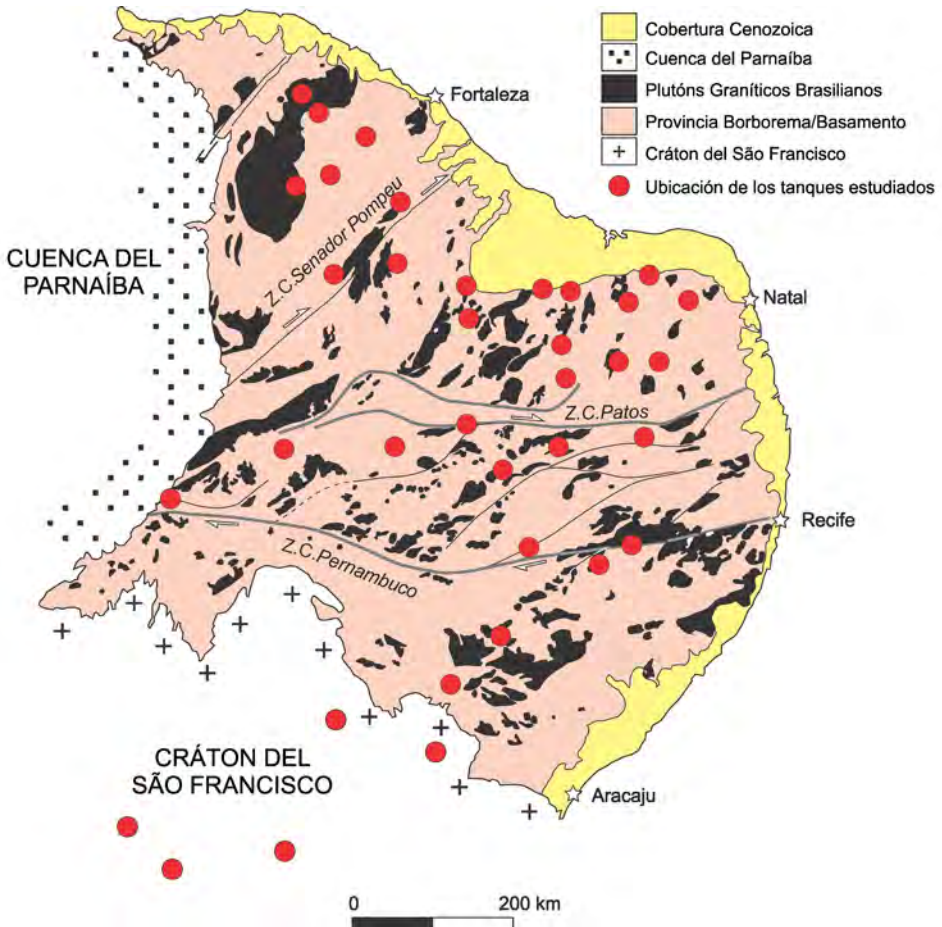 Cobertura Cenozoica
Cuenca del Parnaíba
Plutóns Graníticos Brasilianos
Provincia Borborema/Basamento
Cráton del São Francisco
Ubicación de los tanques estudiados
Fortaleza
Z.C.Senador Pompeu
CUENCA DEL
PARNAÍBA
Natal
Z.C.Patos
Recife
Z.C.Pernambuco
CRÁTON DEL
SÃO FRANCISCO
Aracaju
0 200 km